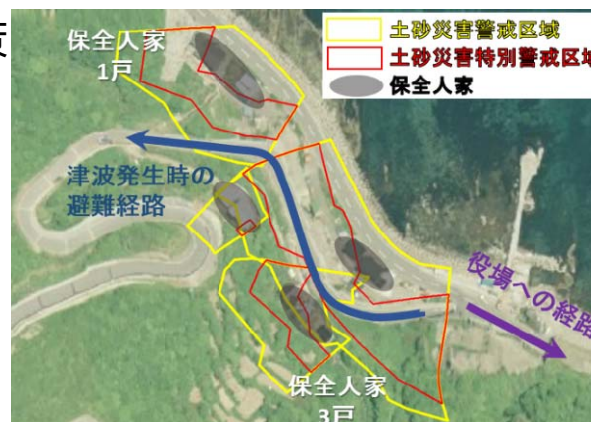 土砂災害警戒区域
土砂災害特別警戒区域
保全人家
保全人家
1戸
津波発生時の
避難経路
役場への経路
保全人家
3戸